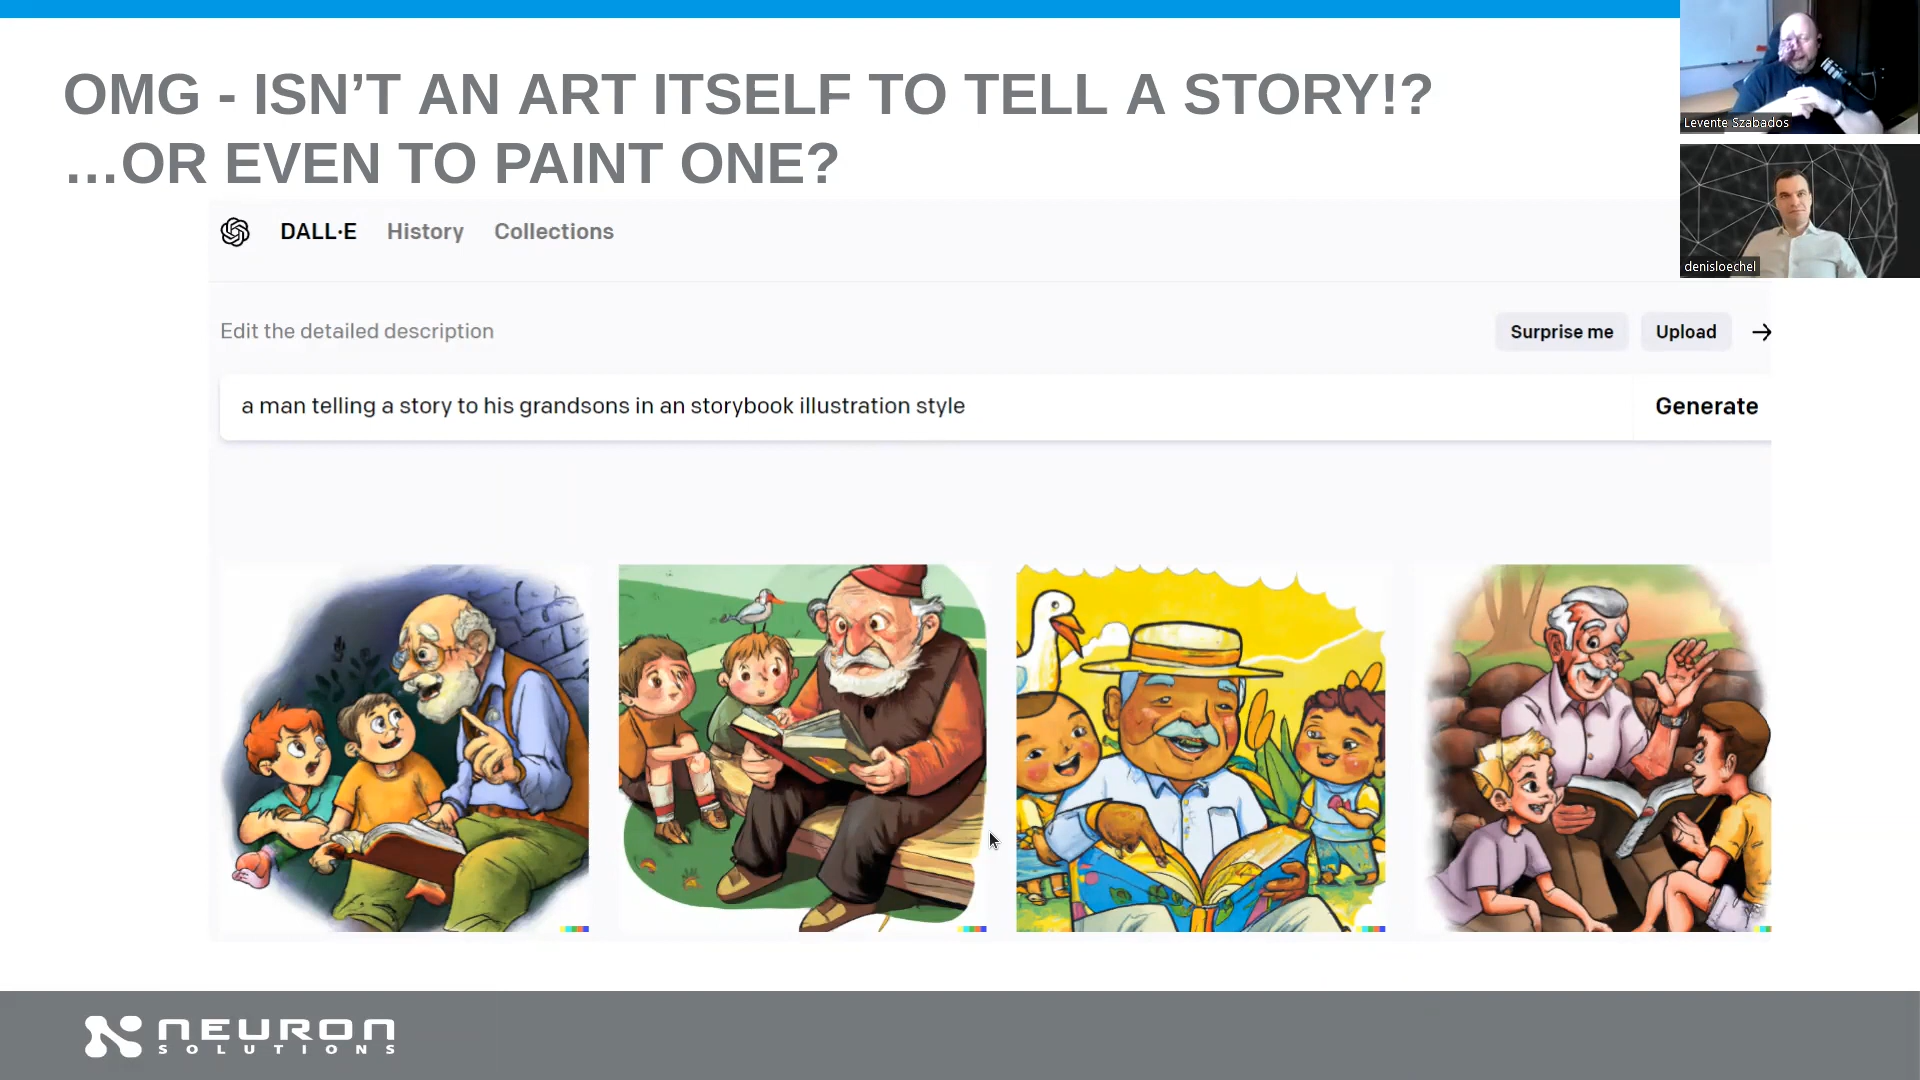 OMG - ISN’T AN ART ITSELF TO TELL A STORY!?
…OR EVEN TO PAINT ONE?
Levente Szabados
denisloechel
DALL·E History Collections
Edit the detailed description
Surprise me Upload
a man telling a story to his grandsons in an storybook illustration style
Generate
NEURON
SOLUTIONS